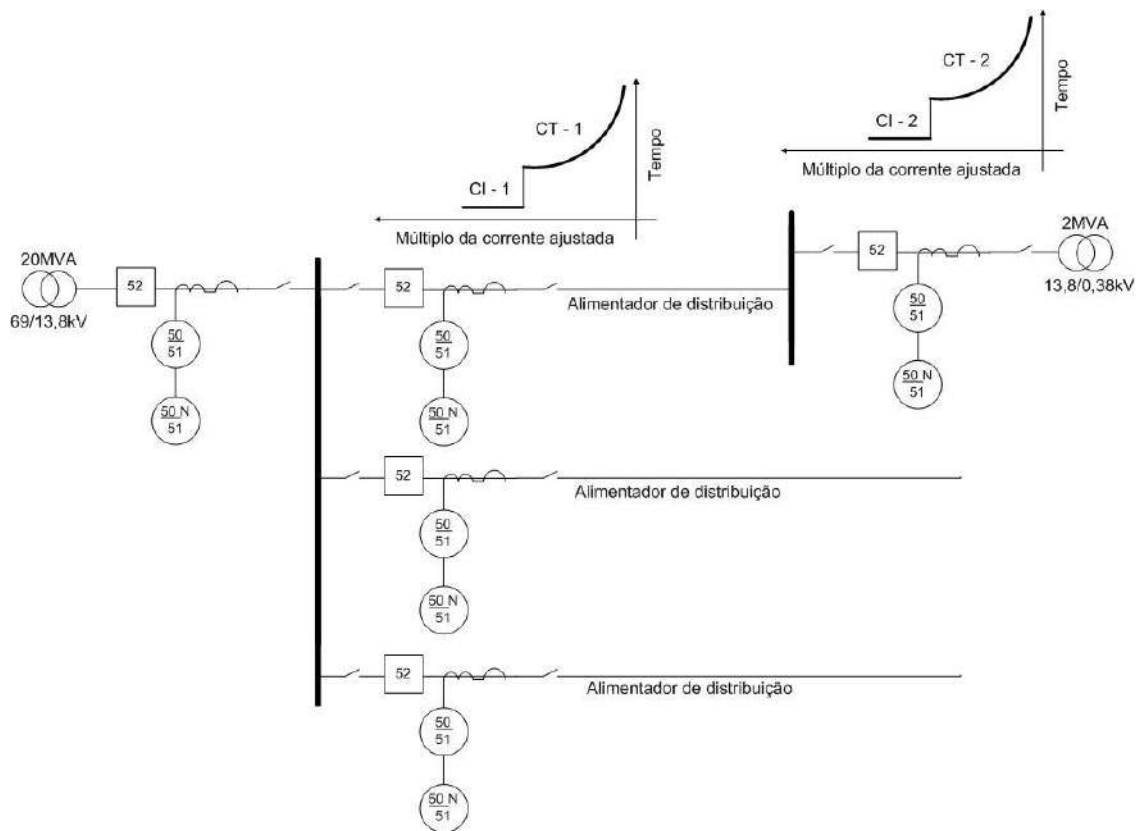 CT - 2
CI - 2
Tempo
Múltiplo da corrente ajustada
CT - 1
CI - 1
Tempo
Múltiplo da corrente ajustada
20MVA
52
69/13,8kV
50
51
50 N
51
52
50
51
50 N
51
Alimentador de distribuição
52
50
51
50 N
51
2MVA
13,8/0,38kV
52
50
51
50 N
51
Alimentador de distribuição
52
50
51
50 N
51
Alimentador de distribuição